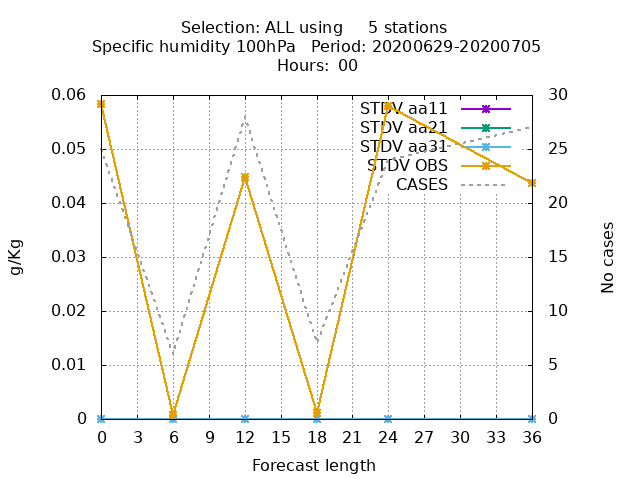 Selection: ALL using     5 stations
Specific humidity 100hPa   Period: 20200629-20200705
Hours: 00
0.06
0.05
0.04
0.03
0.02
0.01
0
30
25
20
15
10
5
0
STDV aa11
STDV aa21
STDV aa31
STDV OBS
CASES
g/Kg
No cases
0 3 6 9 12 15 18 21 24 27 30 33 36
Forecast length